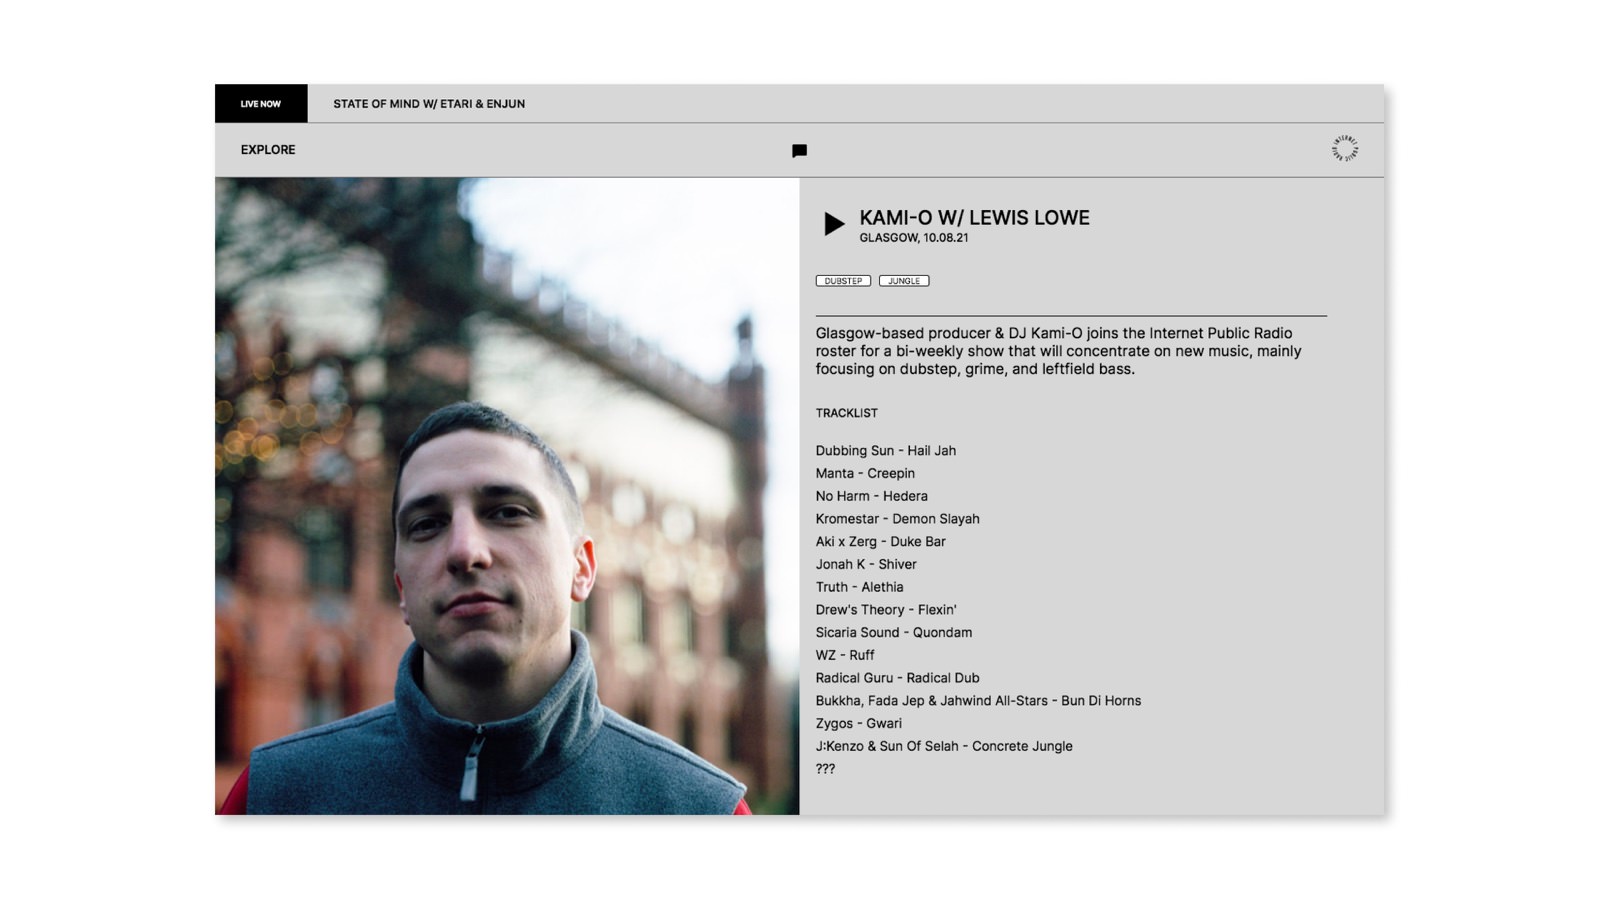 LIVE NOW
STATE OF MIND W/ ETARI & ENJUN
EXPLORE
INTERNET PUBLIC RADIO
KAMI-O W/ LEWIS LOWE
GLASGOW, 10.08.21
DUBSTEP
JUNGLE
Glasgow-based producer & DJ Kami-O joins the Internet Public Radio
roster for a bi-weekly show that will concentrate on new music, mainly
focusing on dubstep, grime, and leftfield bass.
TRACKLIST
Dubbing Sun - Hail Jah
Manta - Creepin
No Harm - Hedera
Kromestar - Demon Slayah
Aki x Zerg - Duke Bar
Jonah K - Shiver
Truth - Alethia
Drew's Theory - Flexin'
Sicaria Sound - Quondam
WZ - Ruff
Radical Guru - Radical Dub
Bukkha, Fada Jep & Jahwind All-Stars - Bun Di Horns
Zygos - Gwari
J:Kenzo & Sun Of Selah - Concrete Jungle
???